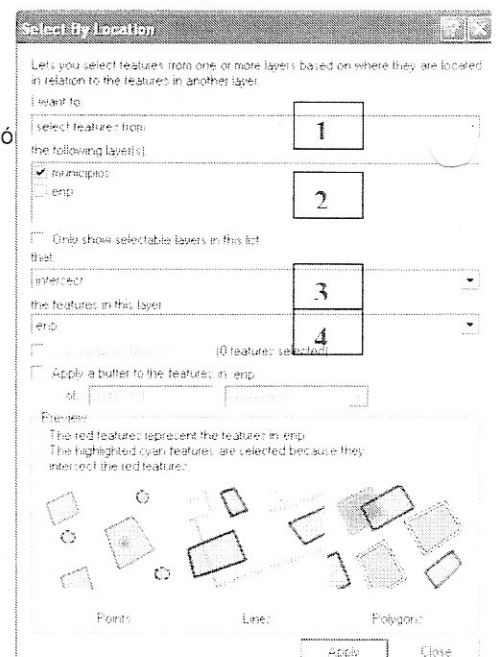 Select By Location
Lets you select features from one or more layers based on where they are located
in relation to the features in another layer.
I want to:
select features from
1
ó
the following layer(s):
municipios
enp
2
Only show selectable layers in this list
that:
intersect
3
the features in this layer:
enp
4
(0 features selected)
Apply a buffer to the features in enp
of:
Preview
The red features represent the features in enp.
The highlighted cyan features are selected because they
intersect the red features.
Points
Lines
Polygons
Apply
Close